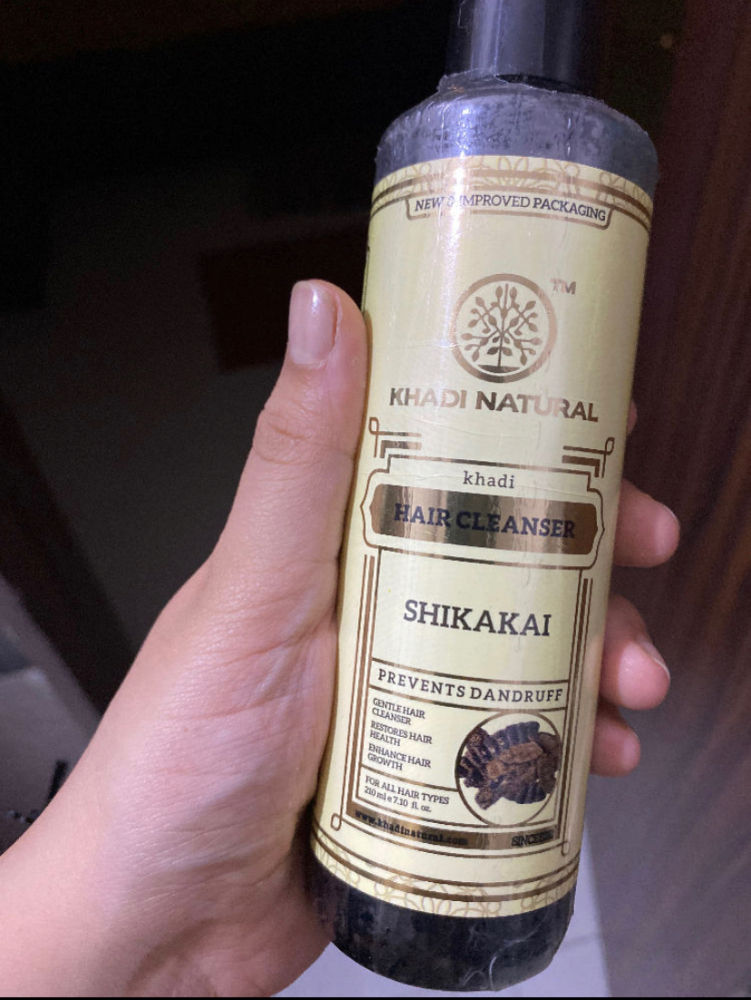 NEW & IMPROVED PACKAGING
TM
KHADI NATURAL
khadi
HAIR CLEANSER
SHIKAKAI
PREVENTS DANDRUFF
GENTLE HAIR
CLEANSER
RESTORES HAIR
HEALTH
ENHANCE HAIR
GROWTH
FOR ALL HAIR TYPES
210 ml e 7.10 fl. oz.
www.khadinatural.com
SINCE